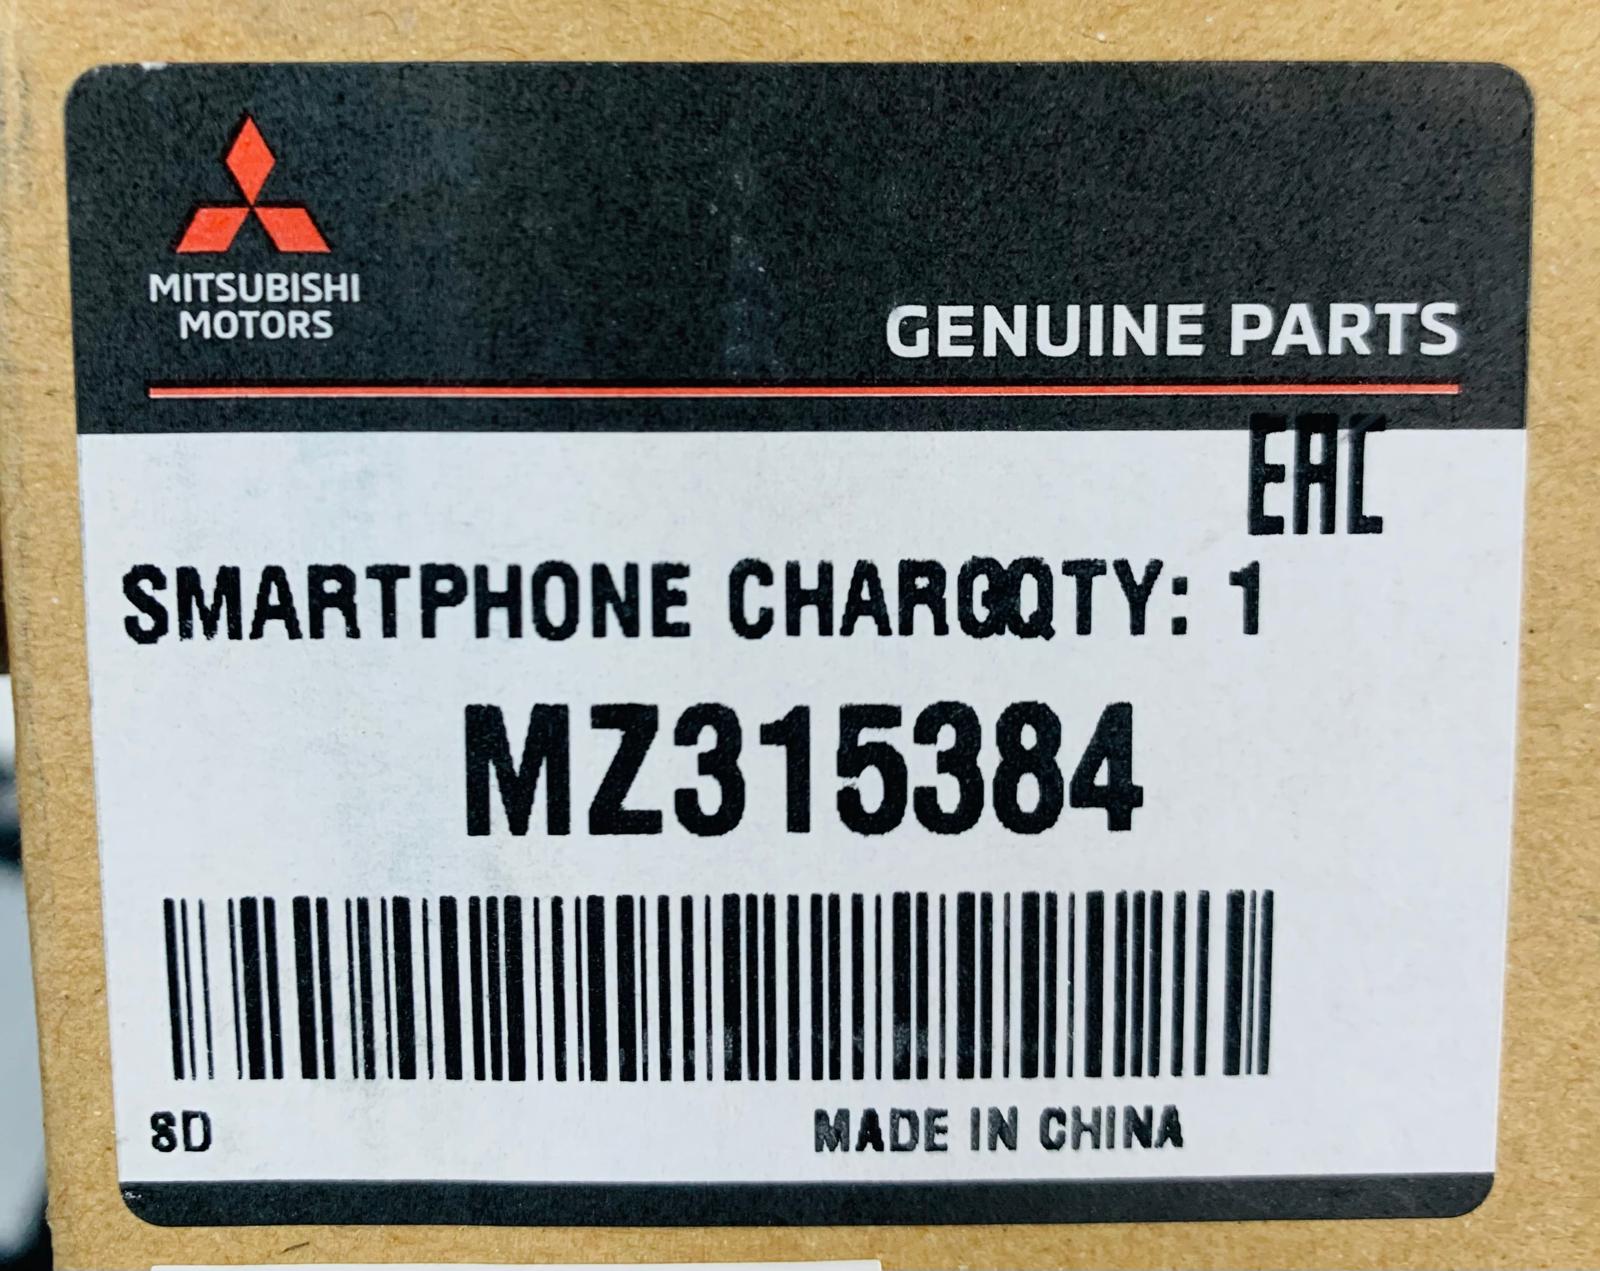 MITSUBISHI
MOTORS
GENUINE PARTS
EAC
SMARTPHONE CHARGQTY: 1
MZ315384
8D MADE IN CHINA